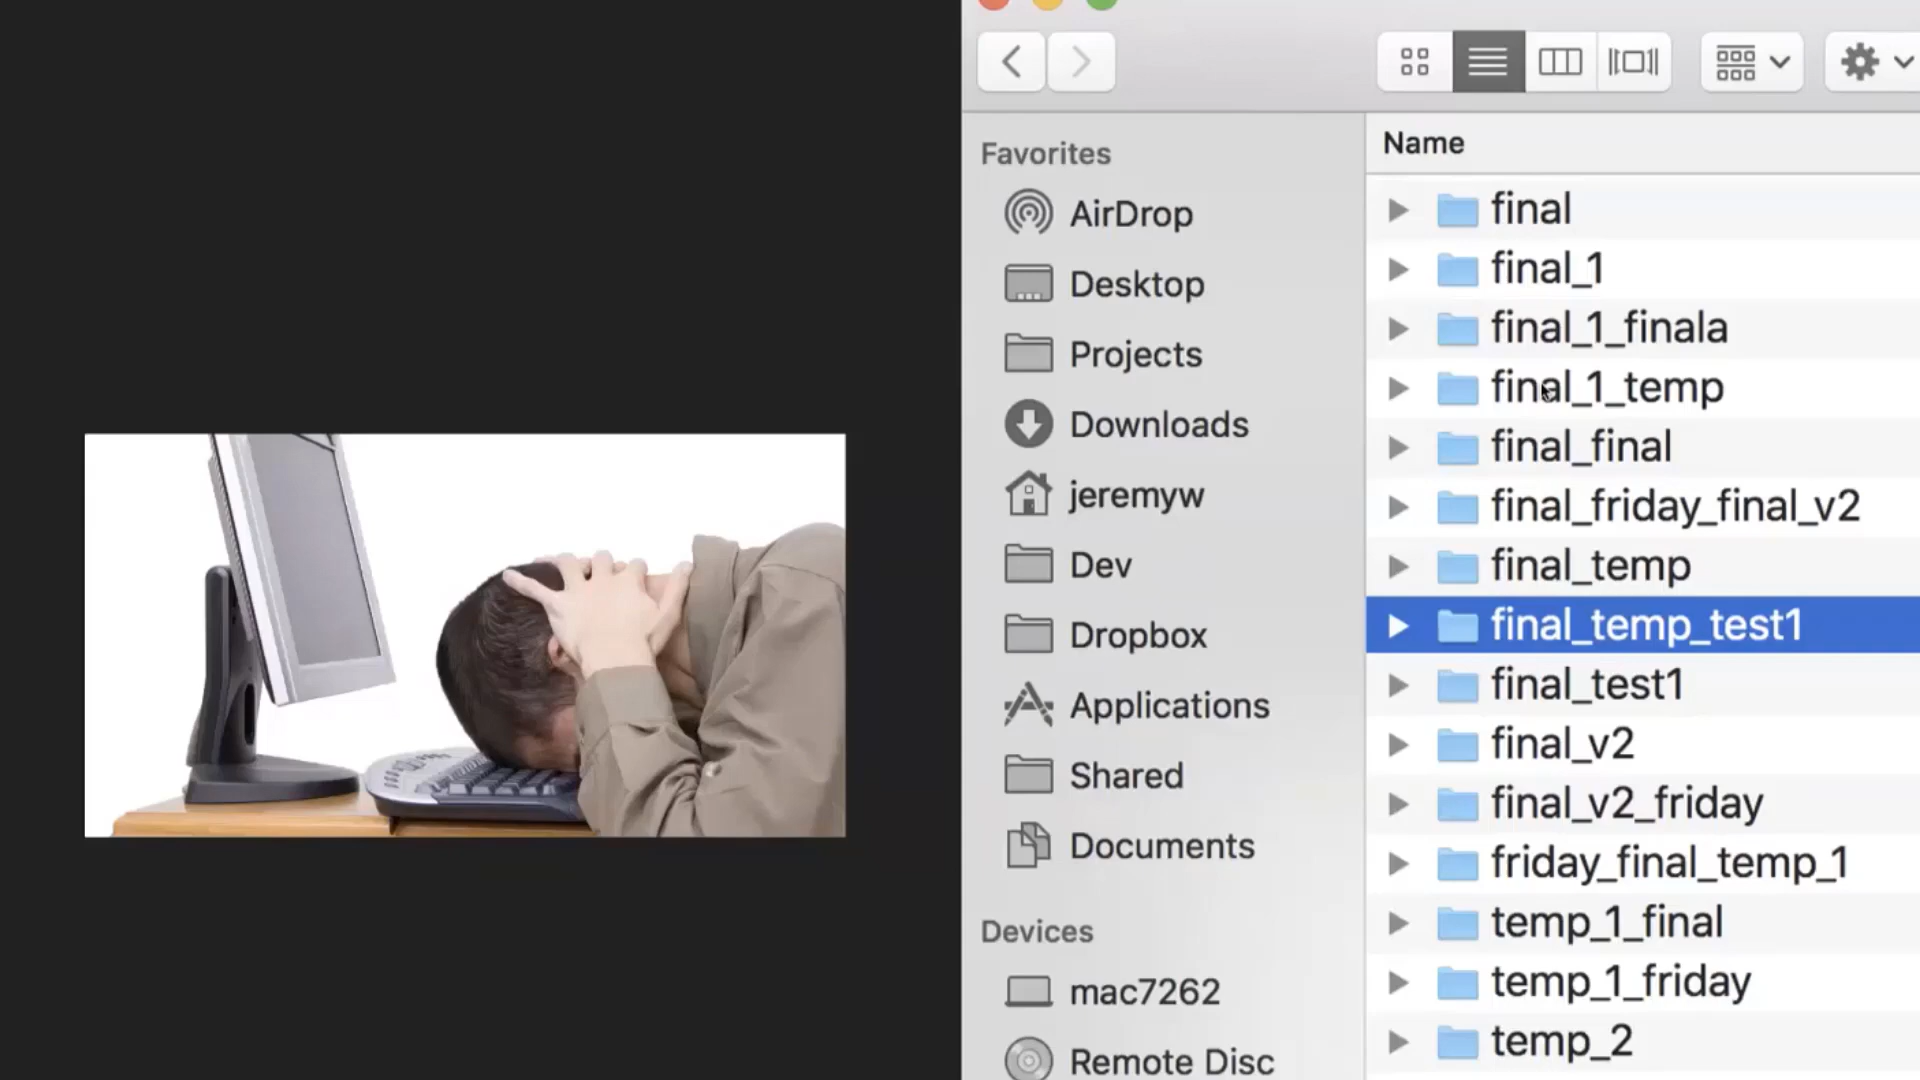 Favorites
AirDrop
Desktop
Projects
Downloads
jeremyw
Dev
Dropbox
Applications
Shared
Documents
Devices
mac7262
Remote Disc
Name
final
final_1
final_1_finala
final_1_temp
final_final
final_friday_final_v2
final_temp
final_temp_test1
final_test1
final_v2
final_v2_friday
friday_final_temp_1
temp_1_final
temp_1_friday
temp_2